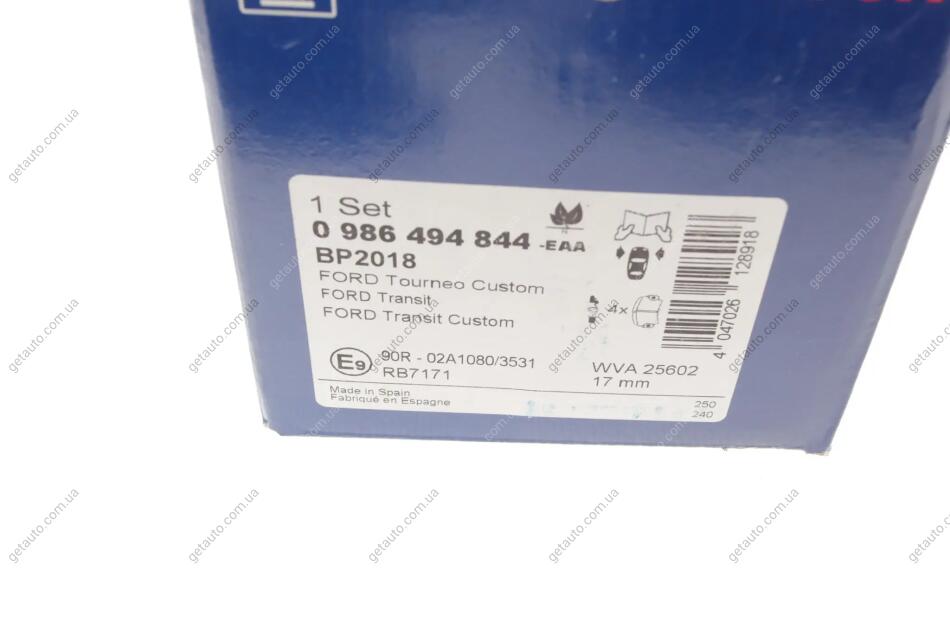 1 Set
0 986 494 844 -EAA
BP2018
FORD Tourneo Custom
FORD Transit
FORD Transit Custom
4x
4 047026 128918
E9
90R - 02A1080/3531
RB7171
WVA 25602
17 mm
Made in Spain
Fabriqué en Espagne
250
240
getauto.com.ua